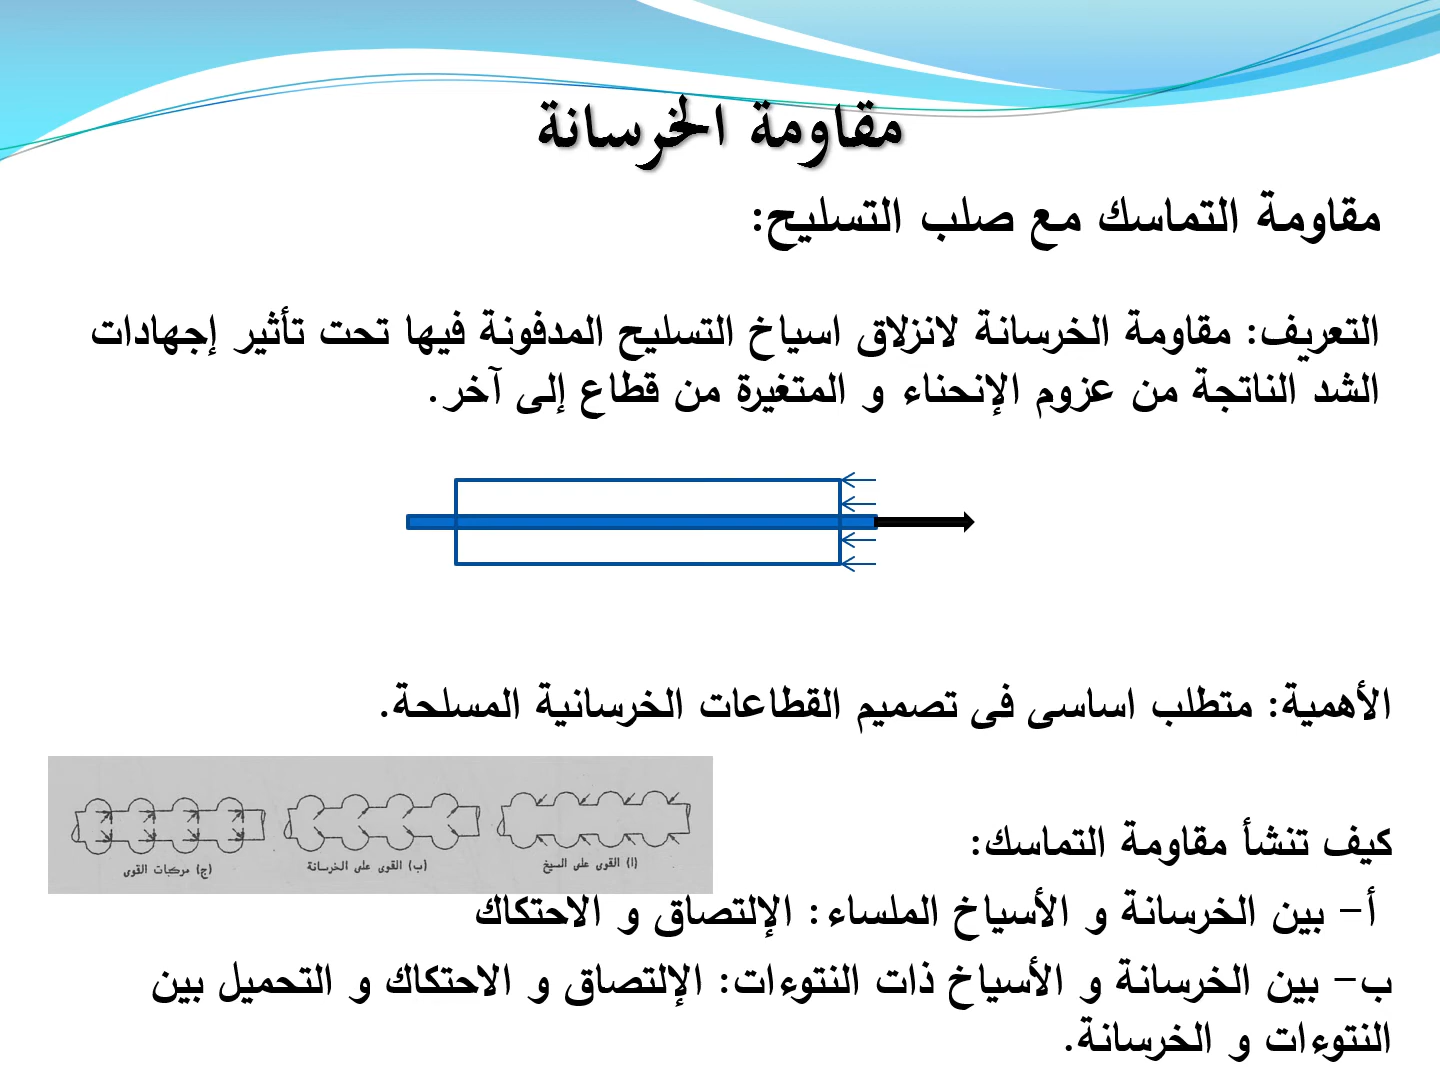 مقاومة الخرسانة
مقاومة التماسك مع صلب التسليح:
التعريف: مقاومة الخرسانة لانزلاق اسياخ التسليح المدفونة فيها تحت تأثير إجهادات
الشد الناتجة من عزوم الإنحناء و المتغيرة من قطاع إلى آخر.
الأهمية: متطلب اساسى فى تصميم القطاعات الخرسانية المسلحة.
كيف تنشأ مقاومة التماسك:
(ا) القوى على السيخ
(ب) القوى على الخرسانة
(ج) مركبات القوى
أ- بين الخرسانة و الأسياخ الملساء: الإلتصاق و الاحتكاك
ب- بين الخرسانة و الأسياخ ذات النتوءات: الإلتصاق و الاحتكاك و التحميل بين
النتوءات و الخرسانة.